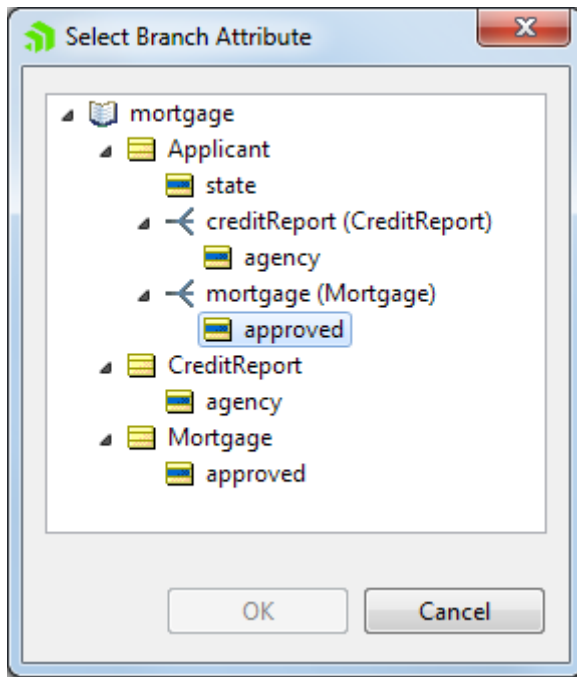 Select Branch Attribute
mortgage
Applicant
state
creditReport (CreditReport)
agency
mortgage (Mortgage)
approved
CreditReport
agency
Mortgage
approved
OK
Cancel